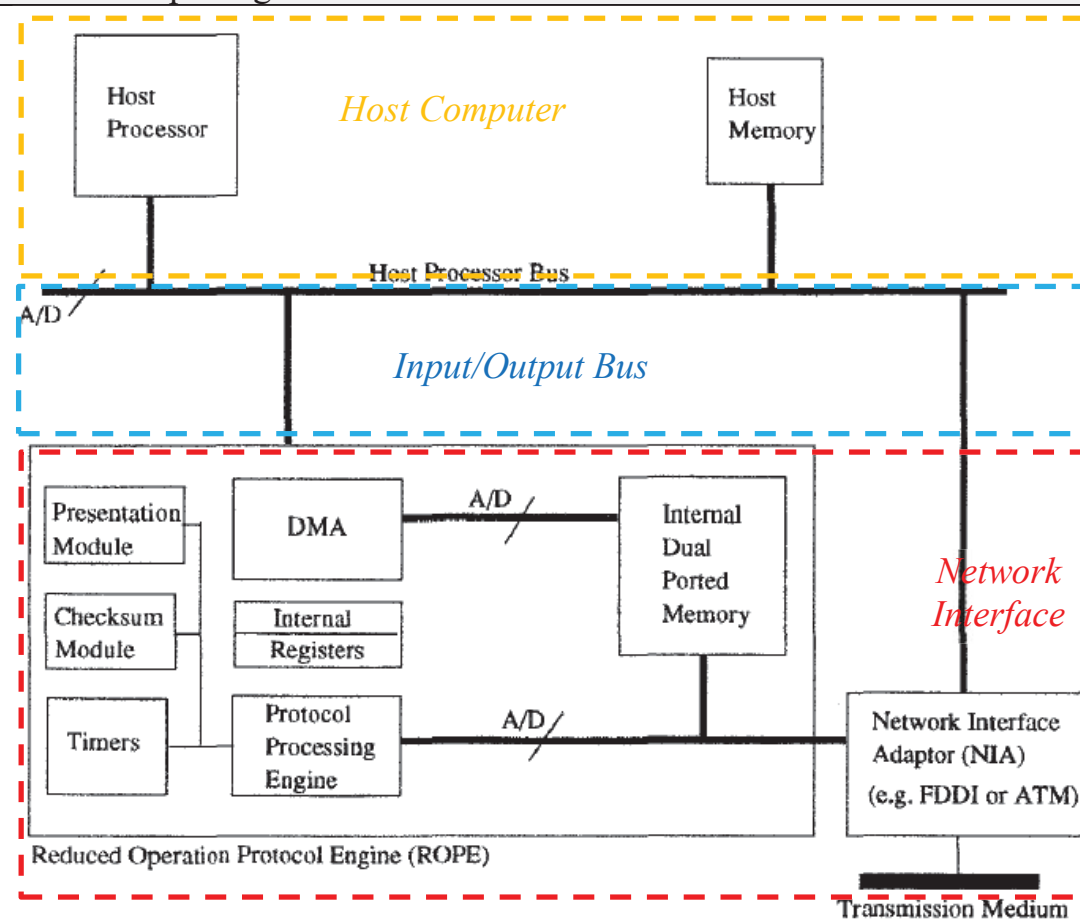 Host
Processor
Host Computer
Host
Memory
Host Processor Bus
A/D
Input/Output Bus
Presentation
Module
DMA
A/D
Internal
Dual
Ported
Memory
Network
Interface
Checksum
Module
Internal
Registers
Timers
Protocol
Processing
Engine
A/D
Network Interface
Adaptor (NIA)
(e.g. FDDI or ATM)
Reduced Operation Protocol Engine (ROPE)
Transmission Medium